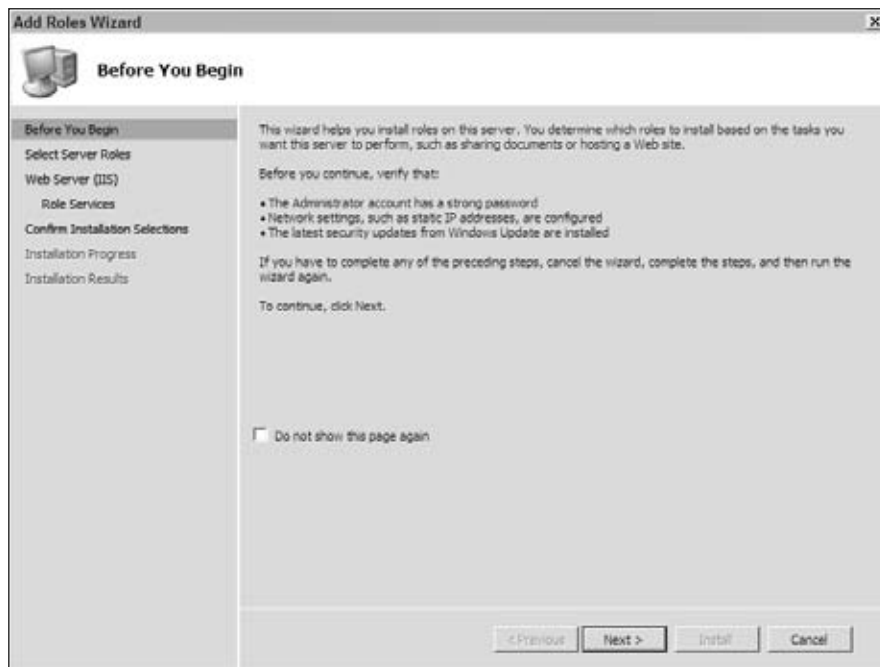 Add Roles Wizard
Before You Begin
Before You Begin
Select Server Roles
Web Server (IIS)
Role Services
Confirm Installation Selections
Installation Progress
Installation Results
This wizard helps you install roles on this server. You determine which roles to install based on the tasks you
want this server to perform, such as sharing documents or hosting a Web site.
Before you continue, verify that:
• The Administrator account has a strong password
• Network settings, such as static IP addresses, are configured
• The latest security updates from Windows Update are installed
If you have to complete any of the preceding steps, cancel the wizard, complete the steps, and then run the
wizard again.
To continue, click Next.
Do not show this page again
< Previous
Next >
Install
Cancel